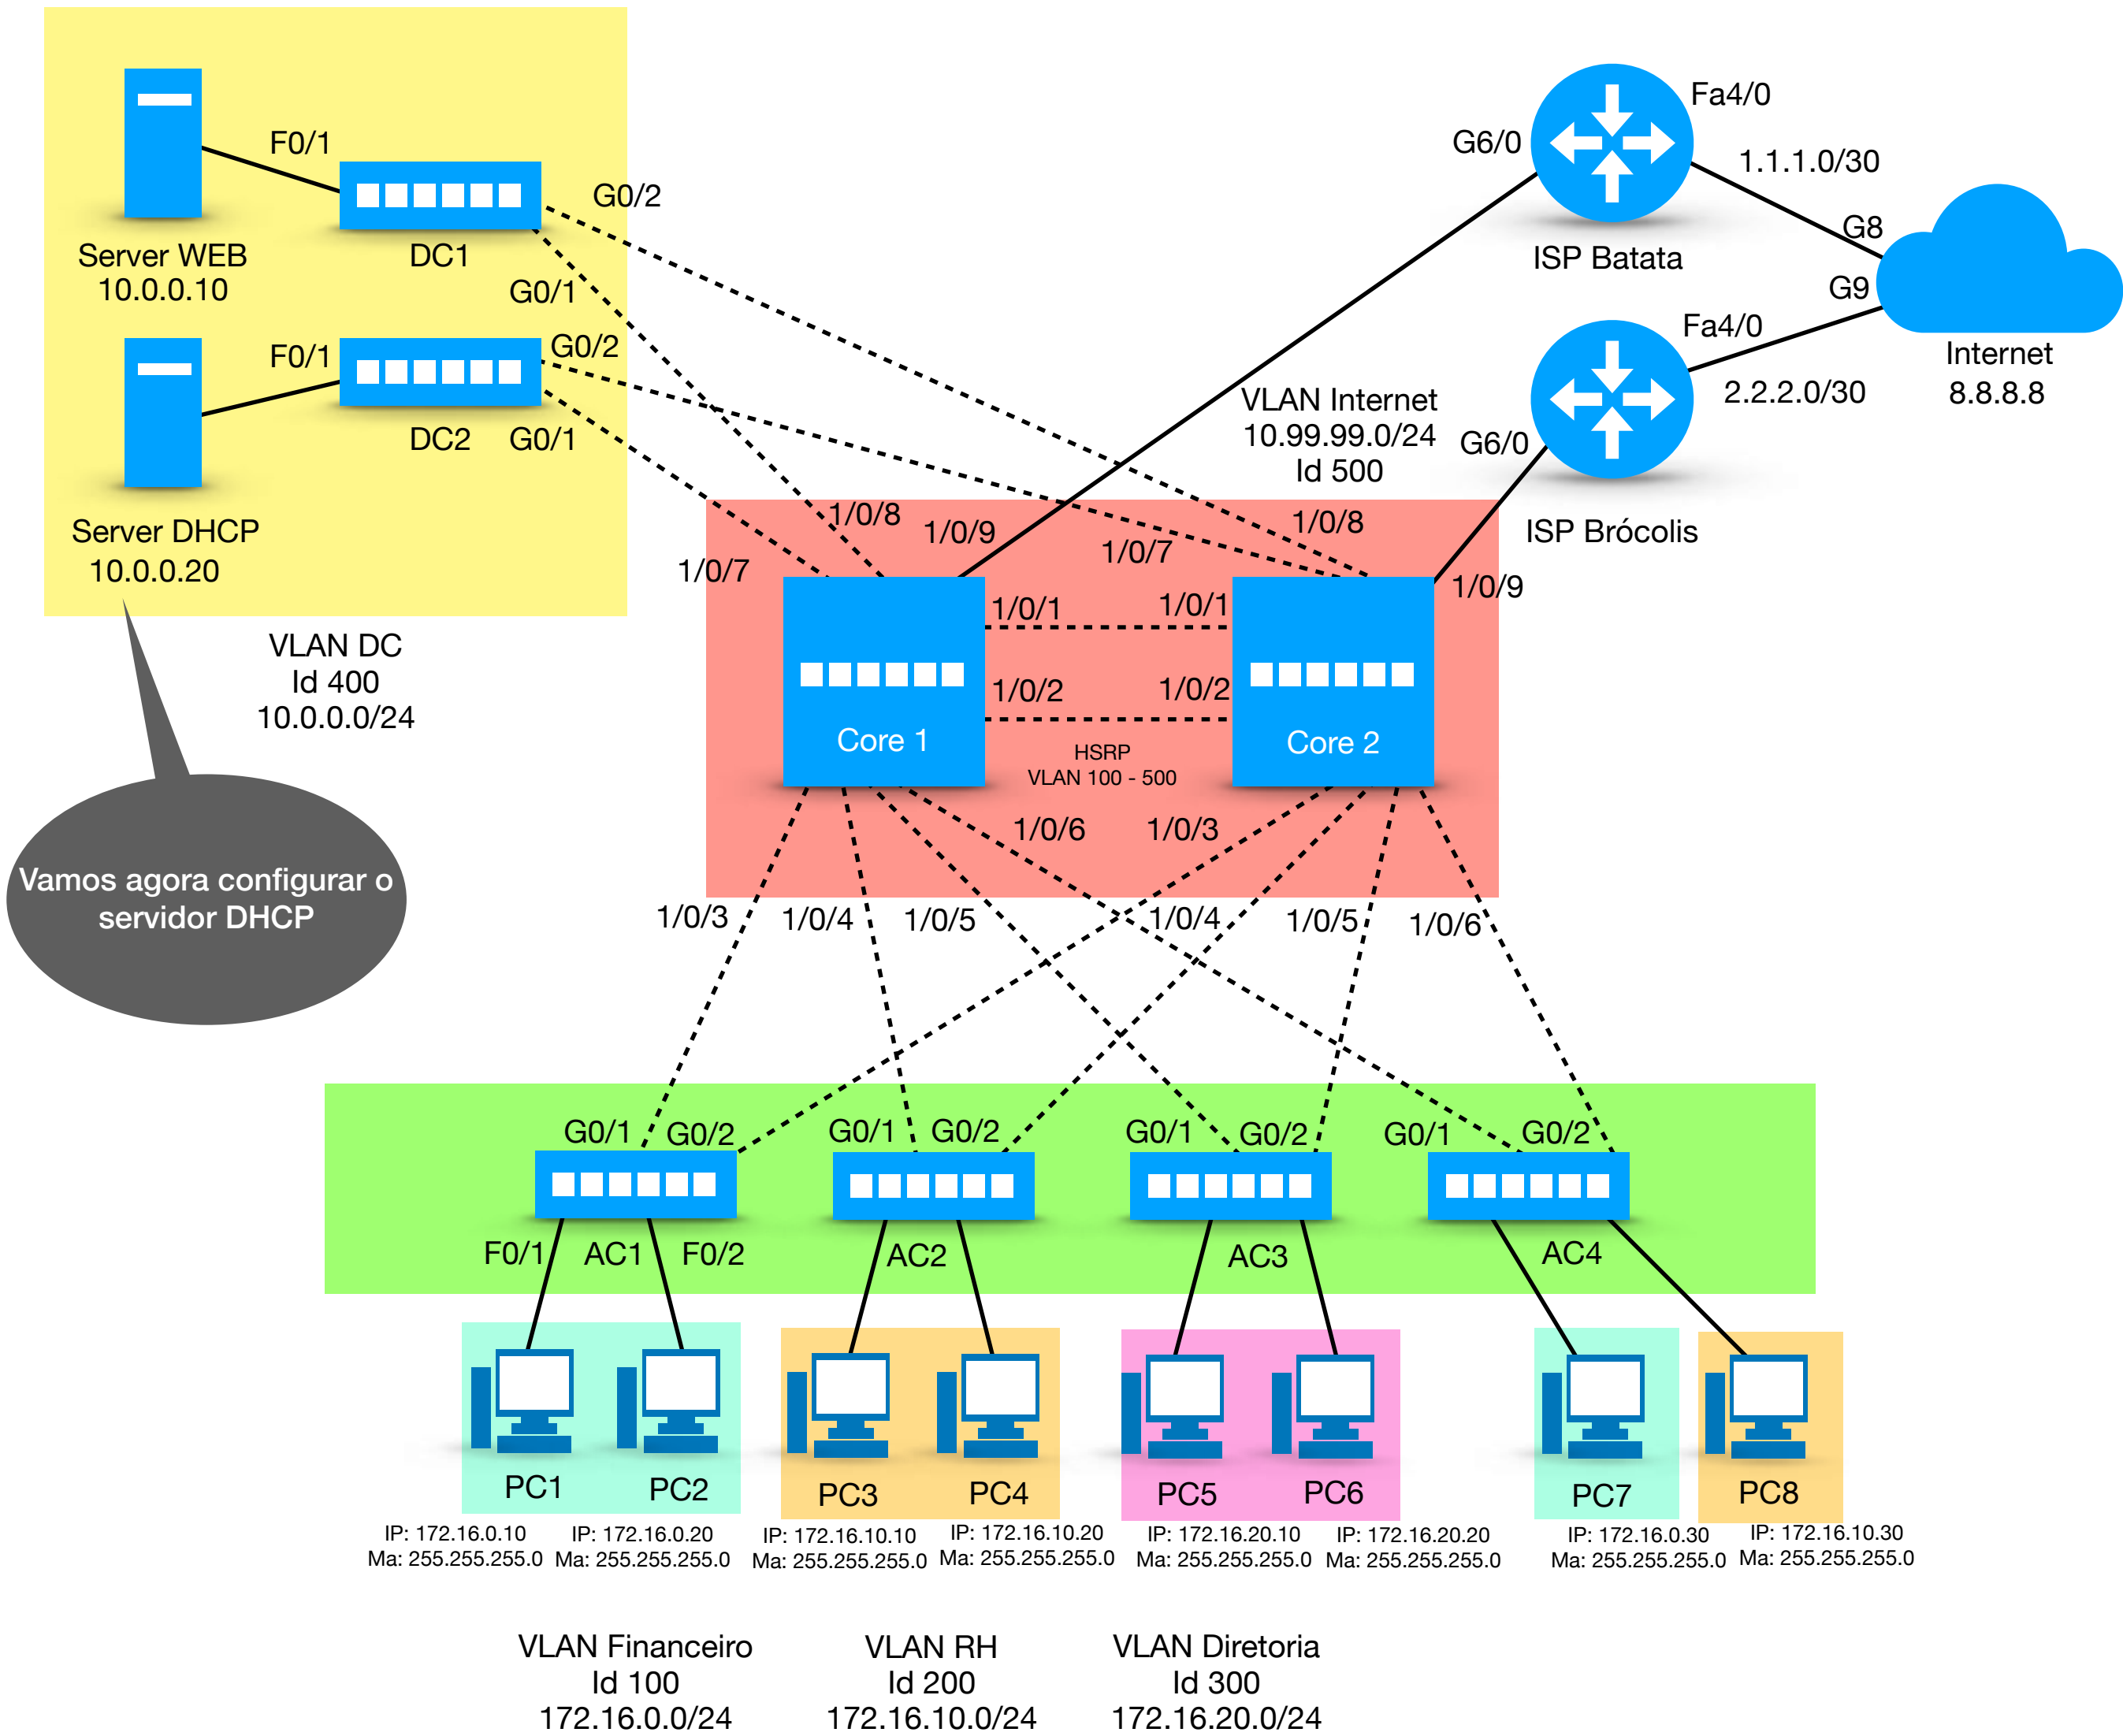 Fa4/0
G6/0
1.1.1.0/30
F0/1
G0/2
G8
Server WEB
10.0.0.10
DC1
ISP Batata
G0/1
G9
F0/1
G0/2
Fa4/0
Internet
8.8.8.8
2.2.2.0/30
VLAN Internet
10.99.99.0/24
Id 500
DC2
G0/1
G6/0
Server DHCP
10.0.0.20
ISP Brócolis
1/0/8
1/0/9
1/0/7
1/0/8
1/0/7
1/0/9
1/0/1
1/0/1
VLAN DC
Id 400
10.0.0.0/24
1/0/2
1/0/2
Core 1
Core 2
HSRP
VLAN 100 - 500
1/0/6
1/0/3
Vamos agora configurar o
servidor DHCP
1/0/3
1/0/4
1/0/5
1/0/4
1/0/5
1/0/6
G0/1
G0/2
G0/1
G0/2
G0/1
G0/2
G0/1
G0/2
F0/1
AC1
F0/2
AC2
AC3
AC4
PC1
PC2
PC3
PC4
PC5
PC6
PC7
PC8
IP: 172.16.0.10
Ma: 255.255.255.0
IP: 172.16.0.20
Ma: 255.255.255.0
IP: 172.16.10.10
Ma: 255.255.255.0
IP: 172.16.10.20
Ma: 255.255.255.0
IP: 172.16.20.10
Ma: 255.255.255.0
IP: 172.16.20.20
Ma: 255.255.255.0
IP: 172.16.0.30
Ma: 255.255.255.0
IP: 172.16.10.30
Ma: 255.255.255.0
VLAN Financeiro
Id 100
172.16.0.0/24
VLAN RH
Id 200
172.16.10.0/24
VLAN Diretoria
Id 300
172.16.20.0/24